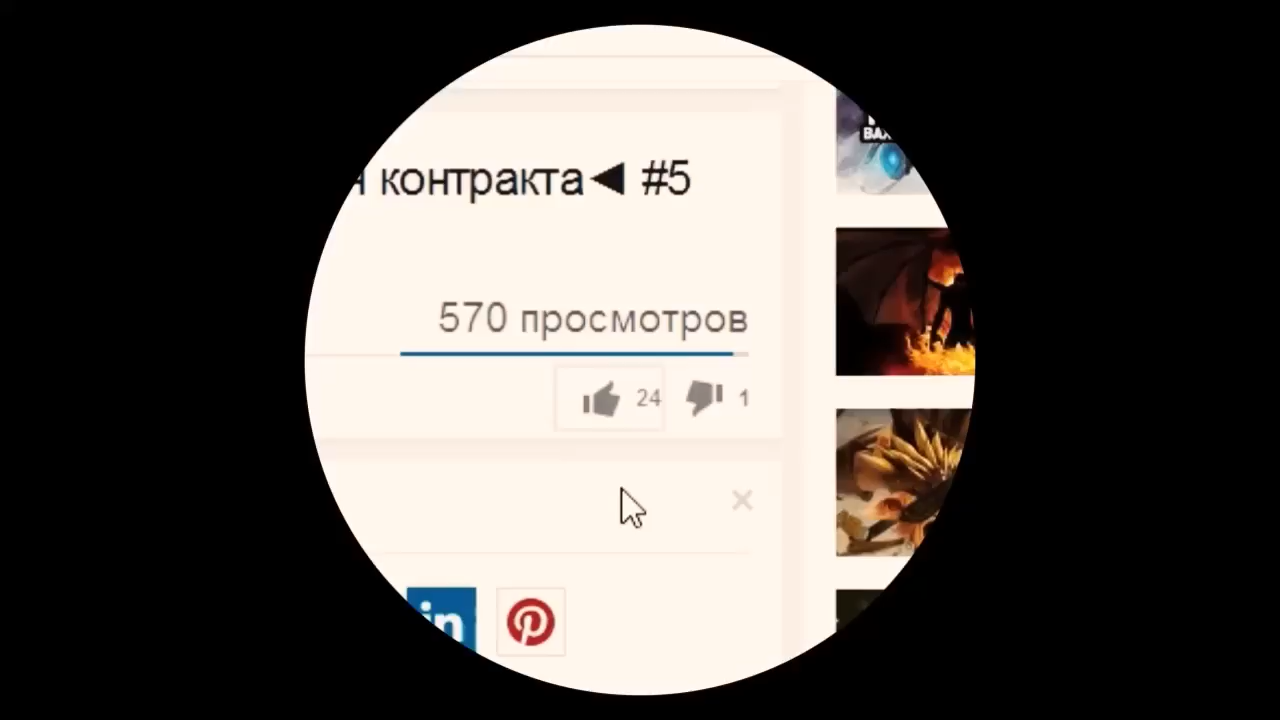 контракта◄ #5
570 просмотров
24 1
in